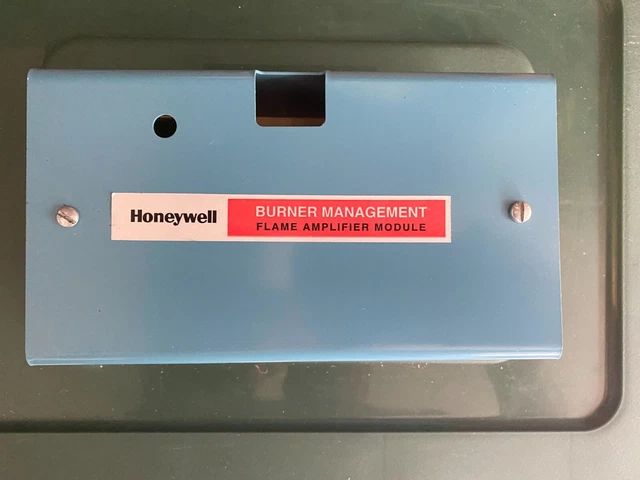 Honeywell
BURNER MANAGEMENT
FLAME AMPLIFIER MODULE